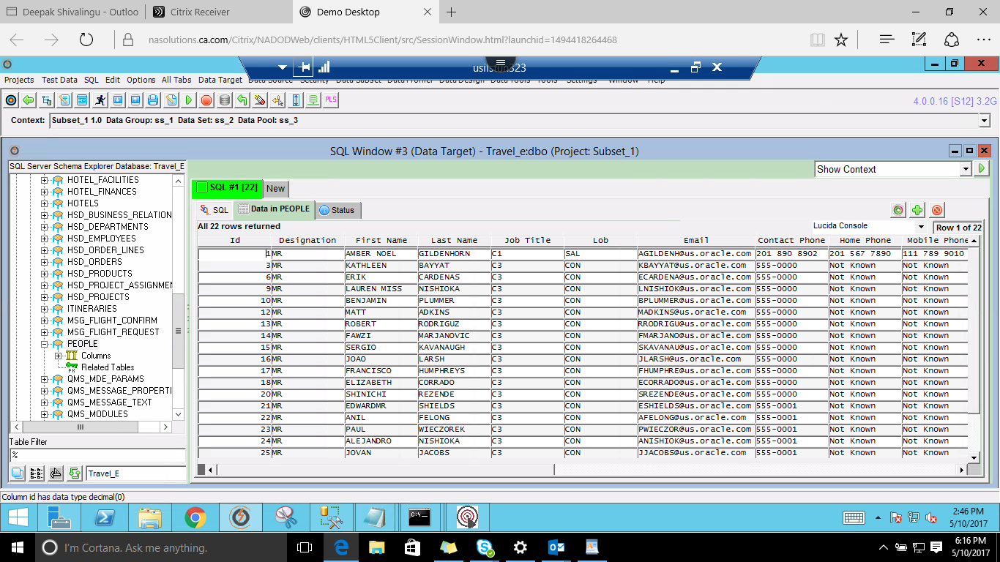 Deepak Shivalingu - Outloo
Citrix Receiver
Demo Desktop
nasolutions.ca.com/Citrix/NADODWeb/clients/HTML5Client/src/SessionWindow.html?launchid=1494418264468
Projects Test Data SQL Edit Options All Tabs Data Target
4.0.0.16 [S12] 3.2G
PLS
Context: Subset_1 1.0 Data Group: ss_1 Data Set: ss_2 Data Pool: ss_3
SQL Window #3 (Data Target) - Travel_e:dbo (Project: Subset_1)
SQL Server Schema Explorer Database: Travel_E
HOTEL_FACILITIES
HOTEL_FINANCES
HOTELS
HSD_BUSINESS_RELATION
HSD_DEPARTMENTS
HSD_EMPLOYEES
HSD_ORDER_LINES
HSD_ORDERS
HSD_PRODUCTS
HSD_PROJECT_ASSIGNMEN
HSD_PROJECTS
ITINERARIES
MSG_FLIGHT_CONFIRM
MSG_FLIGHT_REQUEST
PEOPLE
Columns
Related Tables
QMS_MDE_PARAMS
QMS_MESSAGE_PROPERTI
QMS_MESSAGE_TEXT
QMS_MODULES
Table Filter
%
Travel_E
Show Context
SQL #1 [22] New
SQL Data in PEOPLE Status
All 22 rows returned Lucida Console Row 1 of 22
Id Designation First Name Last Name Job Title Lob Email Contact Phone Home Phone Mobile Phone
1 MR AMBER NOEL GILDENHORN C1 SAL AGILDENH@us.oracle.com 201 890 8902 201 567 7890 111 789 9010
3 MR KATHLEEN BAYYAT C3 CON KBAYYAT@us.oracle.com 555-0000 Not Known Not Known
6 MR ERIK CARDENAS C3 CON ECARDENA@us.oracle.com 555-0000 Not Known Not Known
9 MR LAUREN MISS NISHIOKA C3 CON LNISHIOK@us.oracle.com 555-0000 Not Known Not Known
10 MR BENJAMIN PLUMMER C3 CON BPLUMMER@us.oracle.com 555-0000 Not Known Not Known
12 MR MATT ADKINS C3 CON MADKINS@us.oracle.com 555-0000 Not Known Not Known
13 MR ROBERT RODRIGUZ C3 CON RRODRIGU@us.oracle.com 555-0000 Not Known Not Known
14 MR FAWZI MARJANOVIC C3 CON FMARJANO@us.oracle.com 555-0000 Not Known Not Known
15 MR SERGIO KAVANAUGH C3 CON SKAVANAU@us.oracle.com 555-0000 Not Known Not Known
16 MR JOAO LARSH C3 CON JLARSH@us.oracle.com 555-0000 Not Known Not Known
17 MR FRANCISCO HUMPHREYS C3 CON FHUMPHRE@us.oracle.com 555-0000 Not Known Not Known
18 MR ELIZABETH CORRADO C3 CON ECORRADO@us.oracle.com 555-0000 Not Known Not Known
20 MR SHINICHI REZENDE C3 CON SREZENDE@us.oracle.com 555-0000 Not Known Not Known
21 MR EDWARDMR SHIELDS C3 CON ESHIELDS@us.oracle.com 555-0001 Not Known Not Known
22 MR ANIL FELONG C3 CON AFELONG@us.oracle.com 555-0001 Not Known Not Known
23 MR PAUL WIECZOREK C3 CON PWIECZOR@us.oracle.com 555-0001 Not Known Not Known
24 MR ALEJANDRO NISHIOKA C3 CON ANISHIOK@us.oracle.com 555-0001 Not Known Not Known
25 MR JOVAN JACOBS C3 CON JJACOBS@us.oracle.com 555-0001 Not Known Not Known
Column id has data type decimal(0)
2:46 PM
5/10/2017
I'm Cortana. Ask me anything.
6:16 PM
5/10/2017